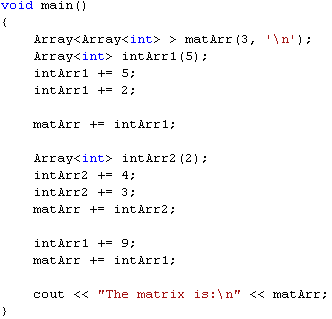 void main()
{
    Array<Array<int> > matArr(3, '\n');
    Array<int> intArr1(5);
    intArr1 += 5;
    intArr1 += 2;

    matArr += intArr1;

    Array<int> intArr2(2);
    intArr2 += 4;
    intArr2 += 3;
    matArr += intArr2;

    intArr1 += 9;
    matArr += intArr1;

    cout << "The matrix is:\n" << matArr;
}